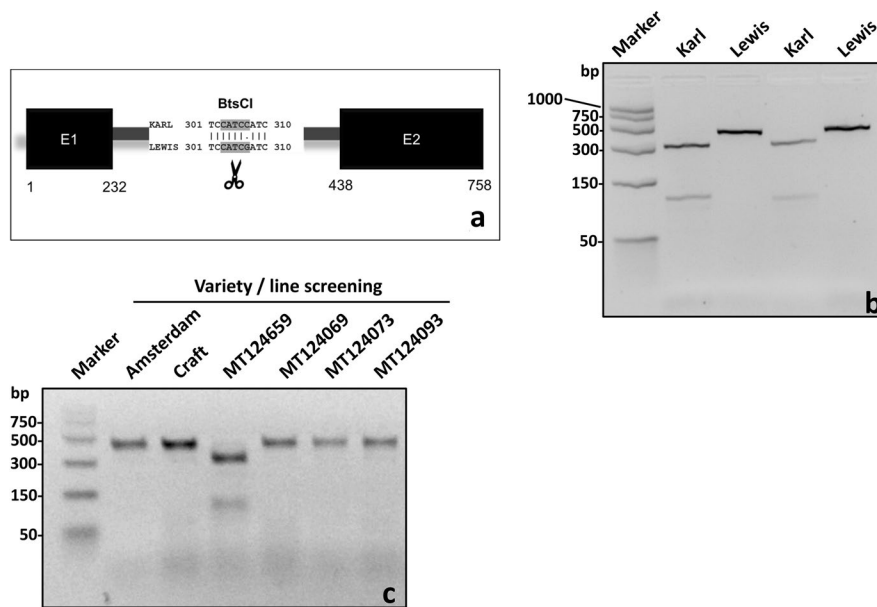 BtsCI
KARL 301 TCCATCCATC 310
||||||.|||
LEWIS 301 TCCATCGATC 310
E1
E2
1
232
438
758
a
Marker
Karl
Lewis
Karl
Lewis
bp
1000
750
500
300
150
50
b
Variety / line screening
Marker
Amsterdam
Craft
MT124659
MT124069
MT124073
MT124093
bp
750
500
300
150
50
c